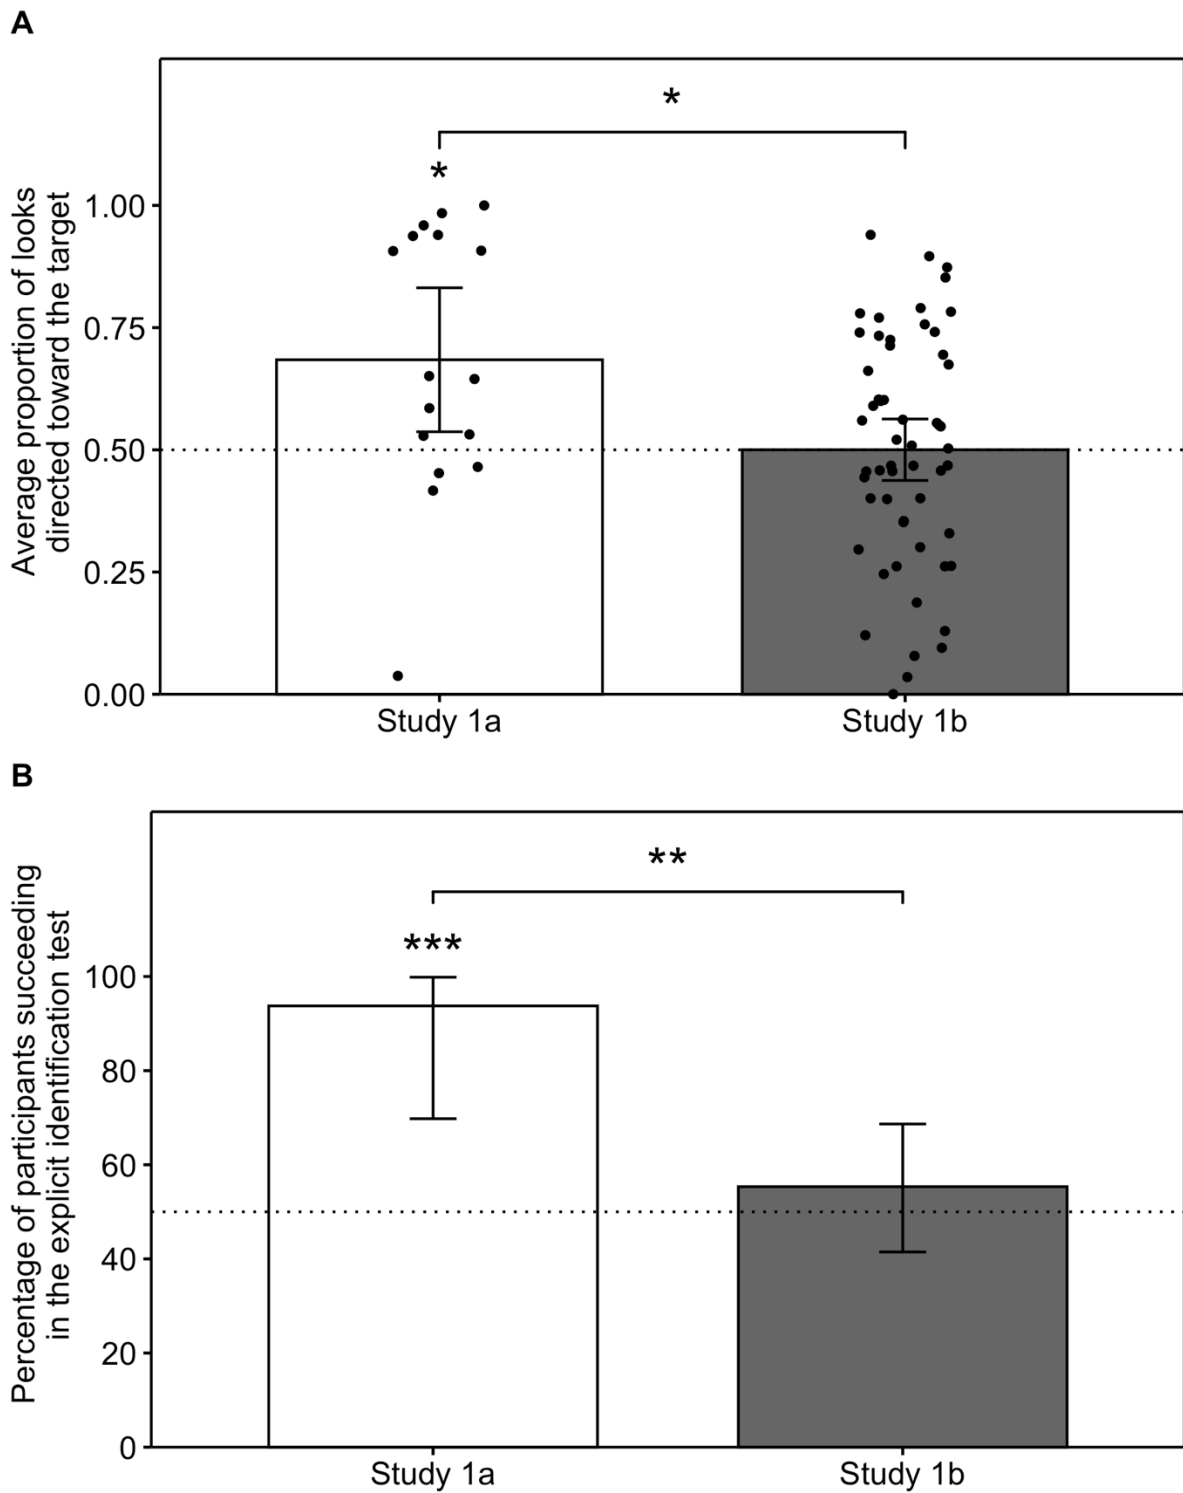 A
*
*
Average proportion of looks
directed toward the target
1.00
0.75
0.50
0.25
0.00
Study 1a
Study 1b
B
**
***
Percentage of participants succeeding
in the explicit identification test
100
80
60
40
20
0
Study 1a
Study 1b